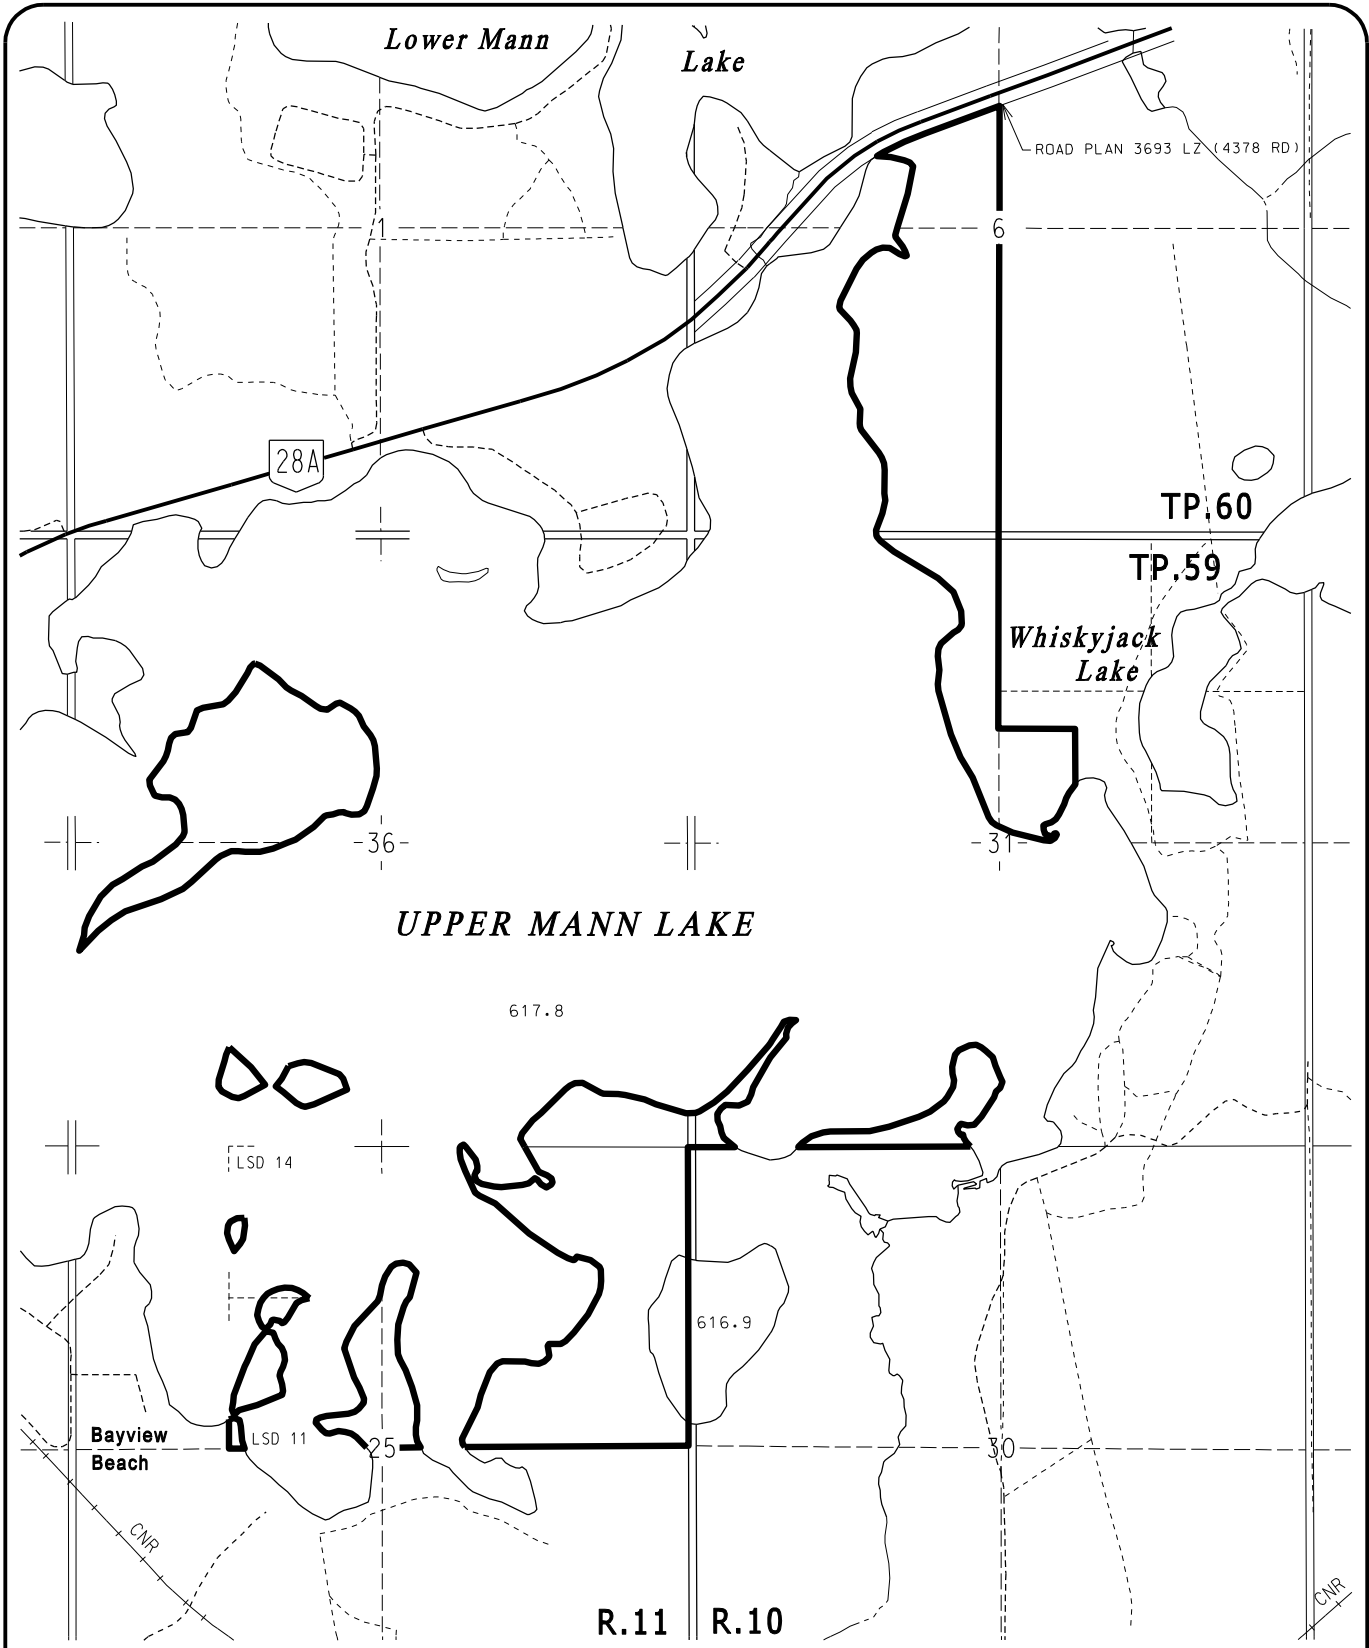 Lower Mann
Lake
ROAD PLAN 3693 LZ (4378 RD)
1
6
28A
TP.60
TP.59
Whiskyjack
Lake
36
31
UPPER MANN LAKE
617.8
LSD 14
616.9
Bayview
Beach
LSD 11
25
30
CNR
CNR
R.11
R.10